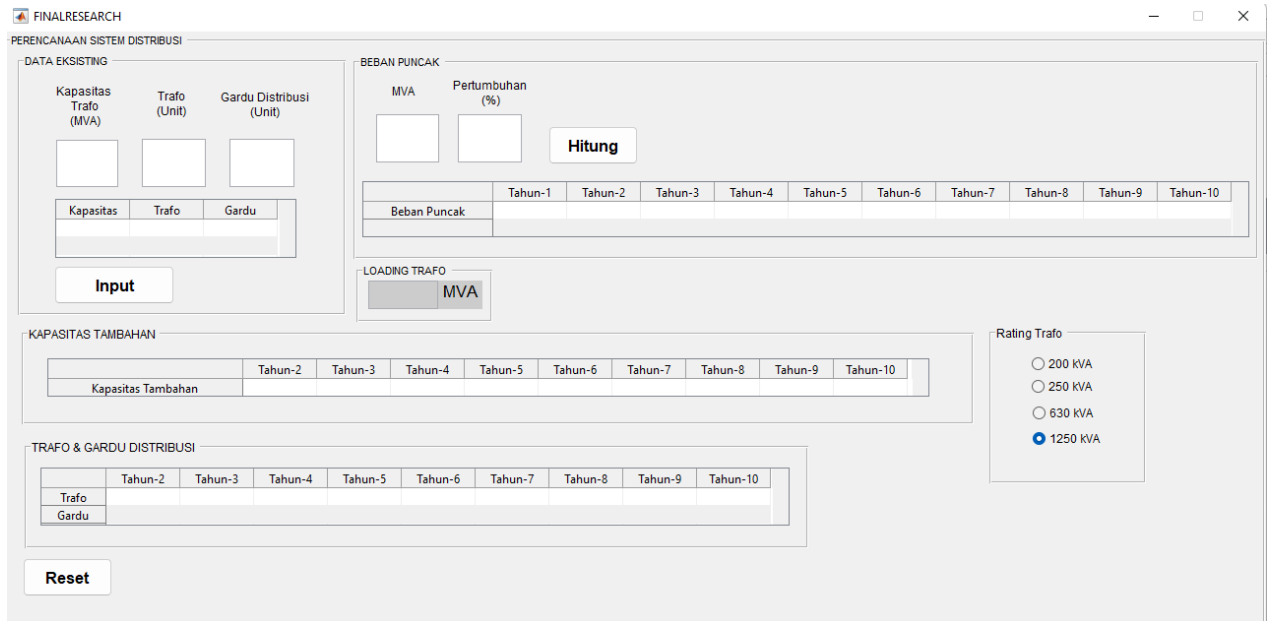 FINALRESEARCH
PERENCANAAN SISTEM DISTRIBUSI
DATA EKSISTING
Kapasitas
Trafo
(MVA)
Trafo
(Unit)
Gardu Distribusi
(Unit)
Kapasitas Trafo Gardu
Input
BEBAN PUNCAK
MVA
Pertumbuhan
(%)
Hitung
Tahun-1 Tahun-2 Tahun-3 Tahun-4 Tahun-5 Tahun-6 Tahun-7 Tahun-8 Tahun-9 Tahun-10
Beban Puncak
LOADING TRAFO
MVA
KAPASITAS TAMBAHAN
Tahun-2 Tahun-3 Tahun-4 Tahun-5 Tahun-6 Tahun-7 Tahun-8 Tahun-9 Tahun-10
Kapasitas Tambahan
Rating Trafo
200 kVA
250 kVA
630 kVA
1250 kVA
TRAFO & GARDU DISTRIBUSI
Tahun-2 Tahun-3 Tahun-4 Tahun-5 Tahun-6 Tahun-7 Tahun-8 Tahun-9 Tahun-10
Trafo
Gardu
Reset